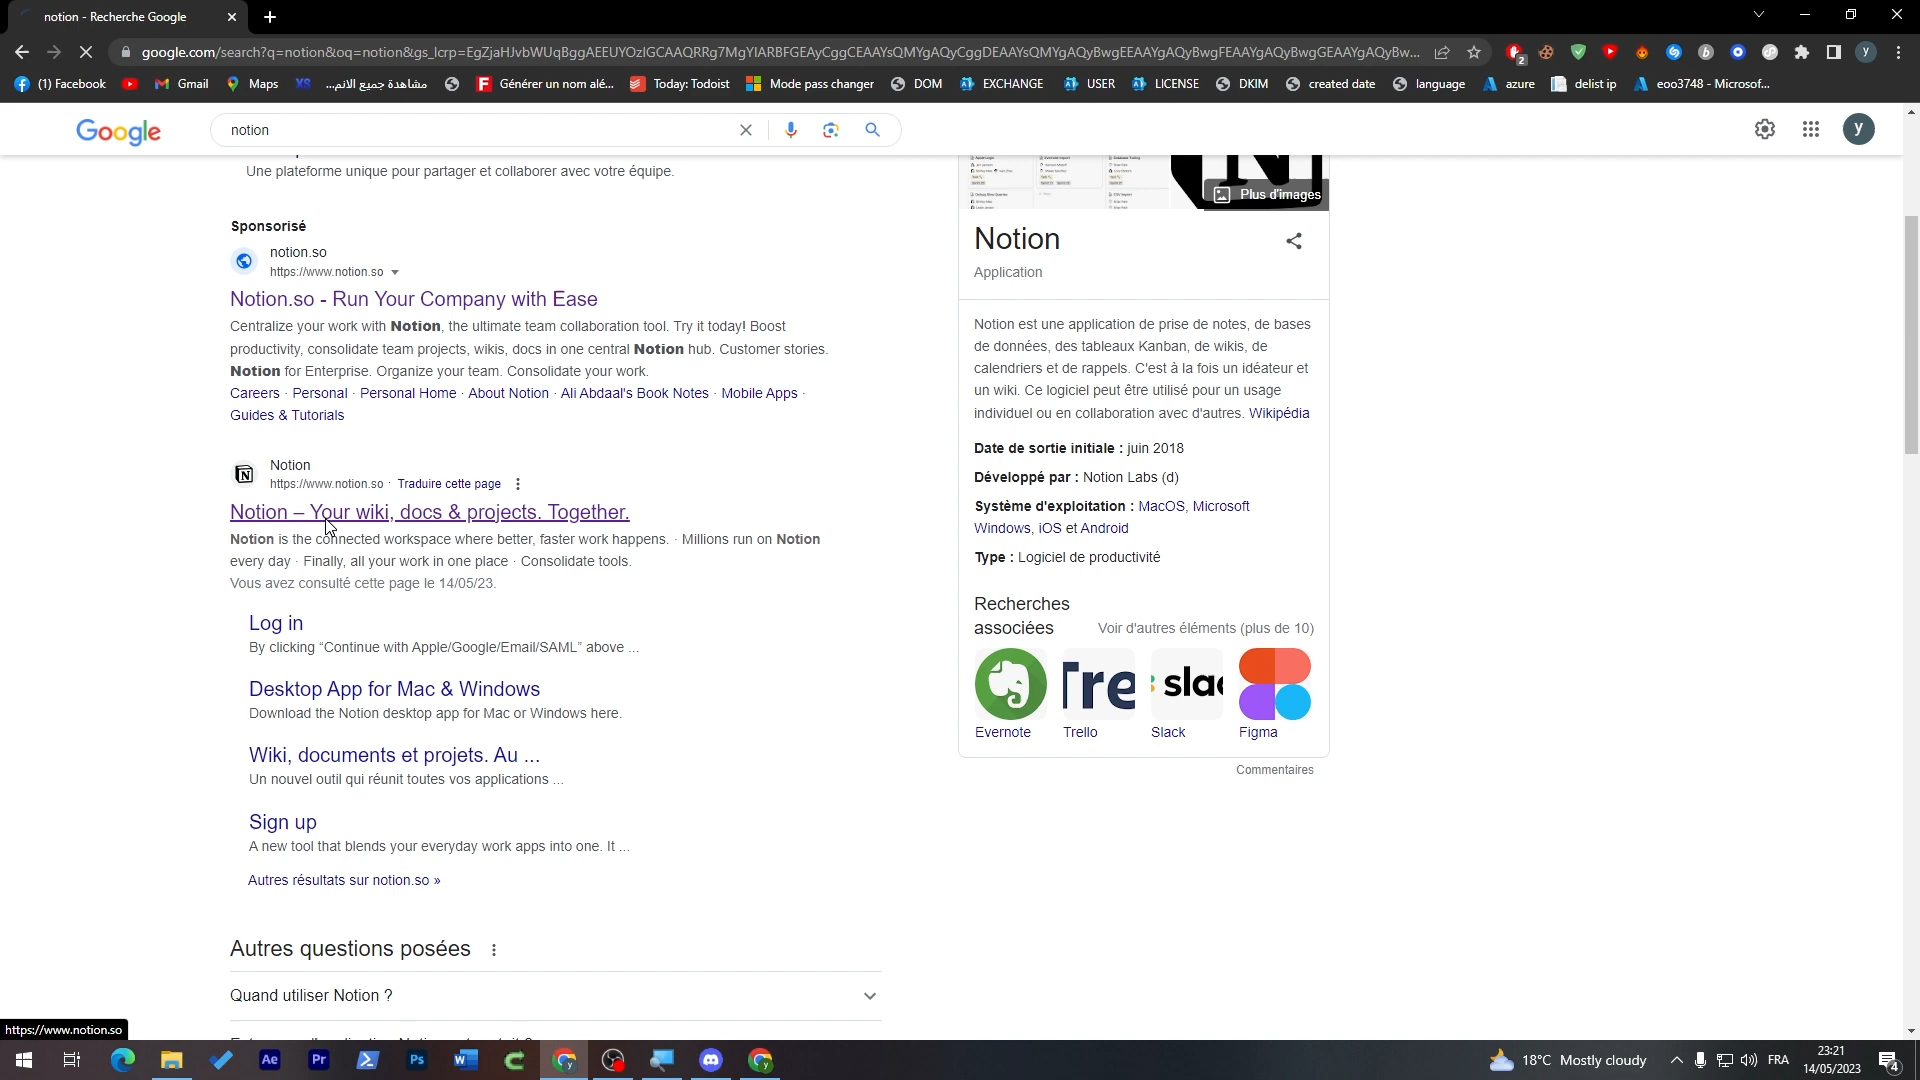 notion - Recherche Google
google.com/search?q=notion&oq=notion&gs_lcrp=EgZjaHJvbWUqBggAEEUYOzIGCAAQRRg7MgYIARBFGEAyCggCEAAYsQMYgAQyCggDEAAYsQMYgAQyBwgEEAAYgAQyBwgFEAAYgAQyBwgGEAAYgAQyBw...
2
y
(1) Facebook
Gmail
Maps
XS
مشاهدة جميع الانم...
Générer un nom alé...
Today: Todoist
Mode pass changer
DOM
EXCHANGE
USER
LICENSE
DKIM
created date
language
azure
delist ip
eoo3748 - Microsof...
Google
notion
y
Une plateforme unique pour partager et collaborer avec votre équipe.
Sponsorisé
notion.so
https://www.notion.so
Notion.so - Run Your Company with Ease
Centralize your work with Notion, the ultimate team collaboration tool. Try it today! Boost
productivity, consolidate team projects, wikis, docs in one central Notion hub. Customer stories.
Notion for Enterprise. Organize your team. Consolidate your work.
Careers · Personal · Personal Home · About Notion · Ali Abdaal's Book Notes · Mobile Apps ·
Guides & Tutorials
Notion
https://www.notion.so · Traduire cette page
Notion – Your wiki, docs & projects. Together.
Notion is the connected workspace where better, faster work happens. · Millions run on Notion
every day · Finally, all your work in one place · Consolidate tools.
Vous avez consulté cette page le 14/05/23.
Log in
By clicking “Continue with Apple/Google/Email/SAML” above ...
Desktop App for Mac & Windows
Download the Notion desktop app for Mac or Windows here.
Wiki, documents et projets. Au ...
Un nouvel outil qui réunit toutes vos applications ...
Sign up
A new tool that blends your everyday work apps into one. It ...
Autres résultats sur notion.so »
Autres questions posées
Quand utiliser Notion ?
Plus d'images
Notion
Application
Notion est une application de prise de notes, de bases
de données, des tableaux Kanban, de wikis, de
calendriers et de rappels. C'est à la fois un idéateur et
un wiki. Ce logiciel peut être utilisé pour un usage
individuel ou en collaboration avec d'autres. Wikipédia
Date de sortie initiale : juin 2018
Développé par : Notion Labs (d)
Système d'exploitation : MacOS, Microsoft
Windows, iOS et Android
Type : Logiciel de productivité
Recherches
associées
Voir d'autres éléments (plus de 10)
Tre
slac
Evernote
Trello
Slack
Figma
Commentaires
https://www.notion.so
Ae
Pr
Ps
18°C Mostly cloudy
FRA
23:21
14/05/2023
4